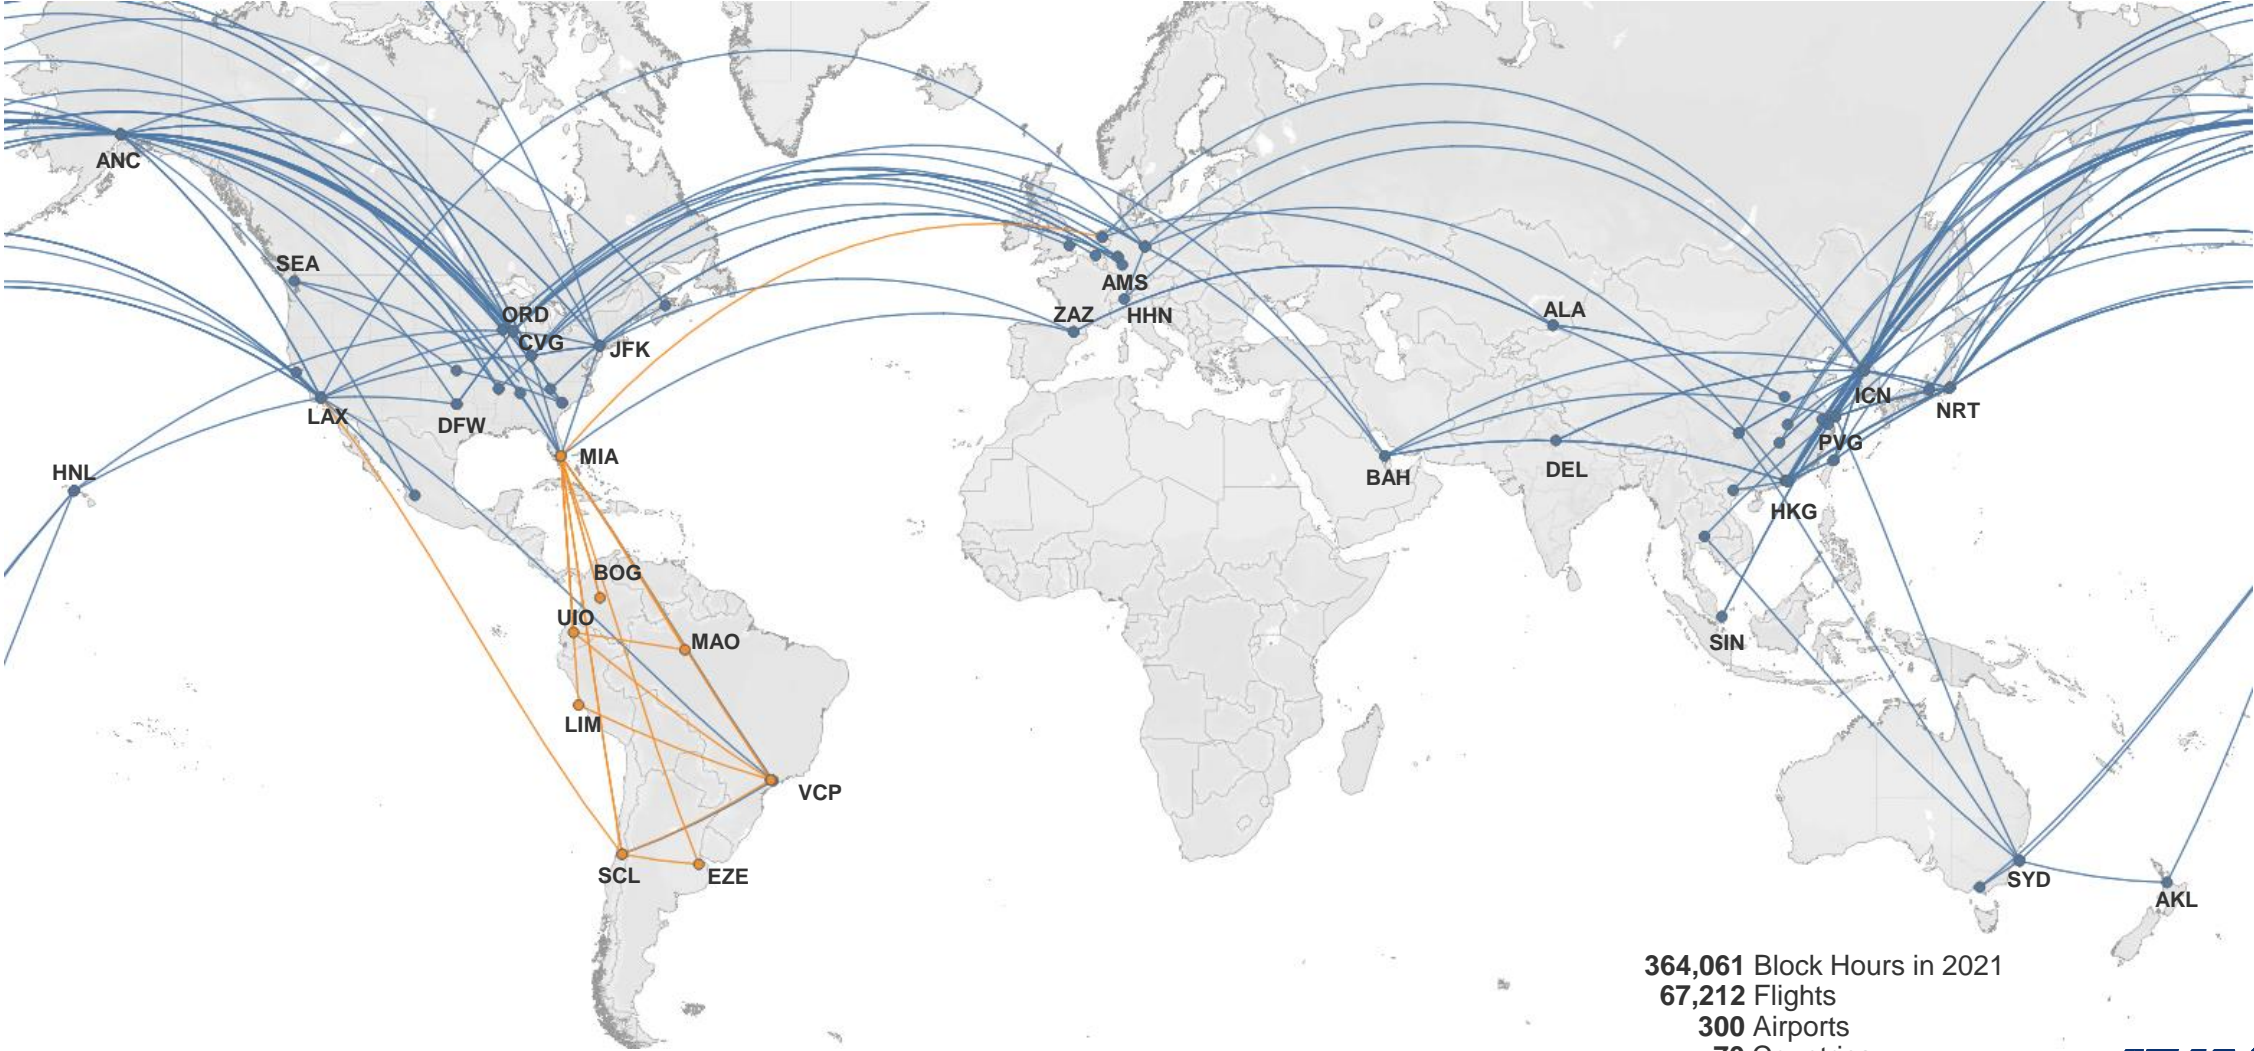 ANC
SEA
ORD
CVG
JFK
LAX
DFW
MIA
HNL
BOG
UIO
MAO
LIM
VCP
SCL
EZE
AMS
ZAZ
HHN
ALA
BAH
DEL
ICN
NRT
PVG
HKG
SIN
SYD
AKL
364,061 Block Hours in 2021
67,212 Flights
300 Airports